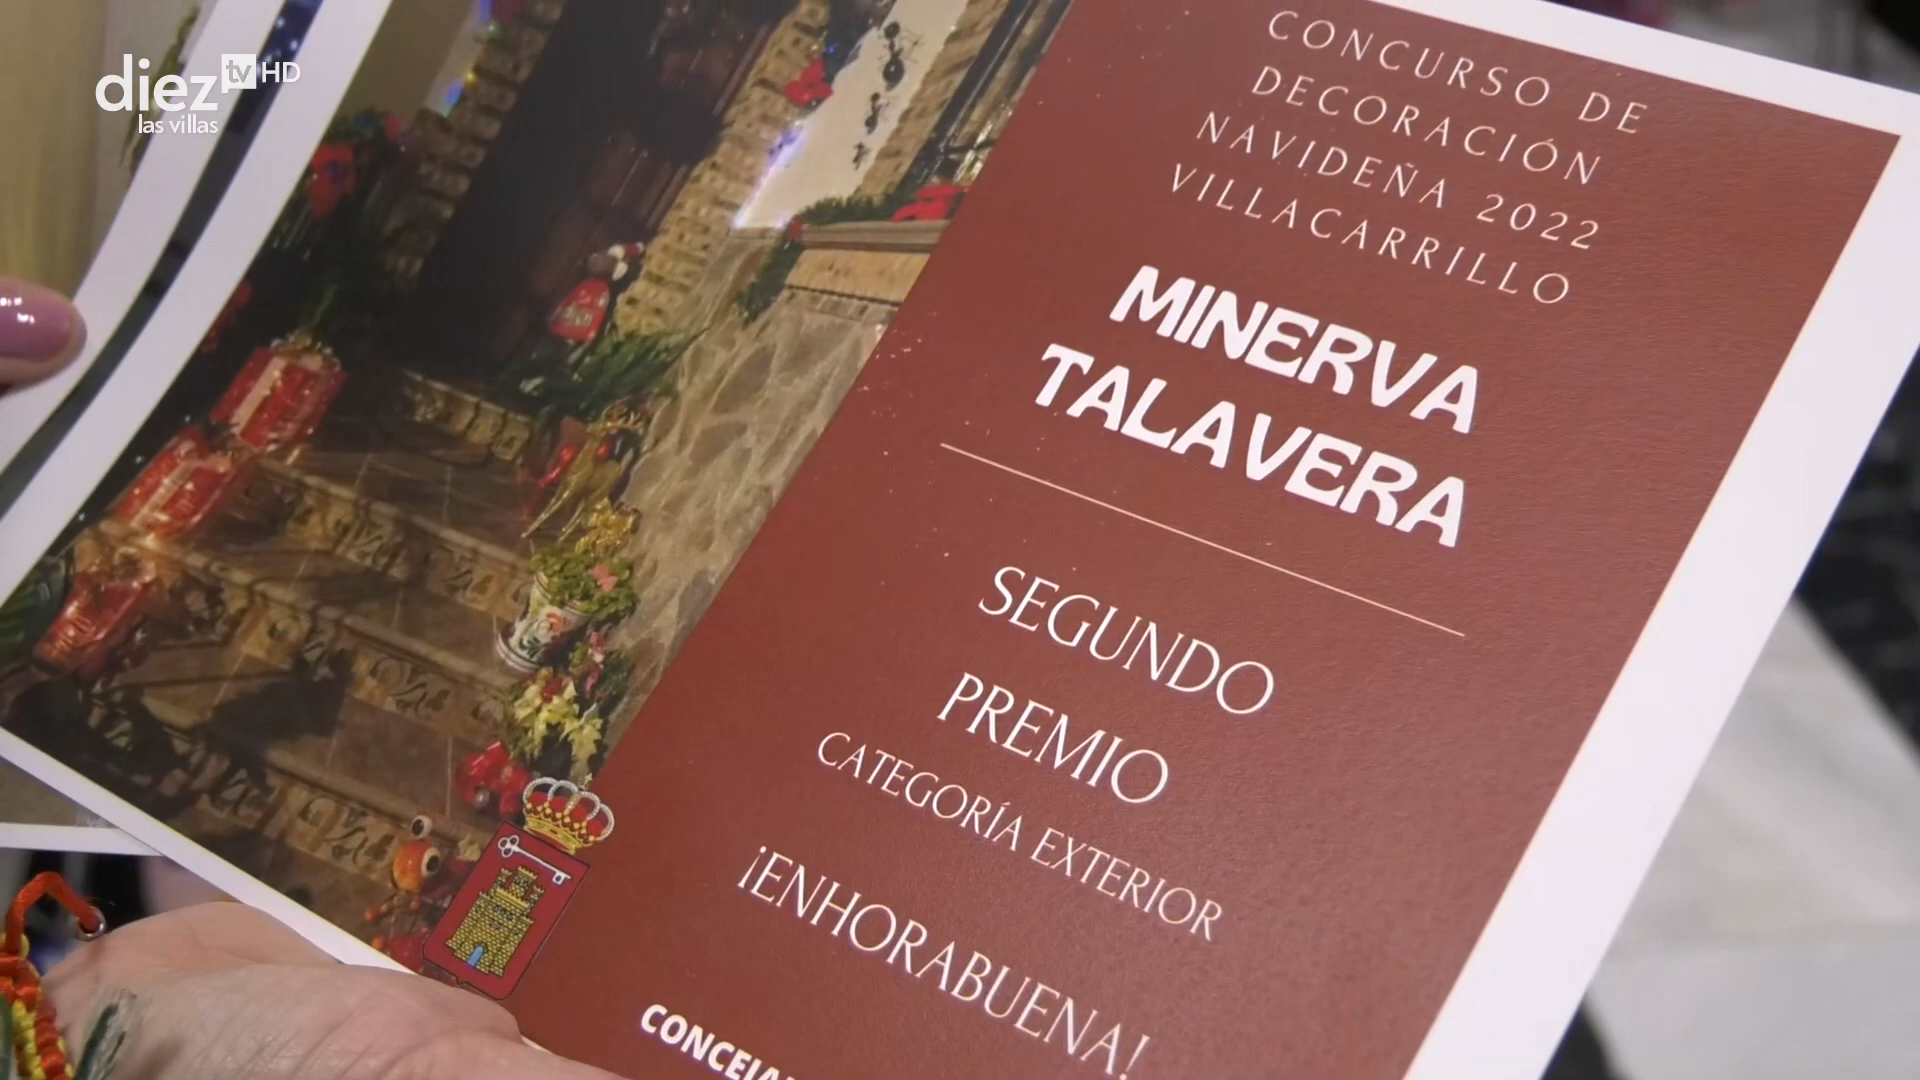 diez tv HD
las villas
CONCURSO DE
DECORACIÓN
NAVIDEÑA 2022
VILLACARRILLO
MINERVA
TALAVERA
SEGUNDO
PREMIO
CATEGORÍA EXTERIOR
¡ENHORABUENA!